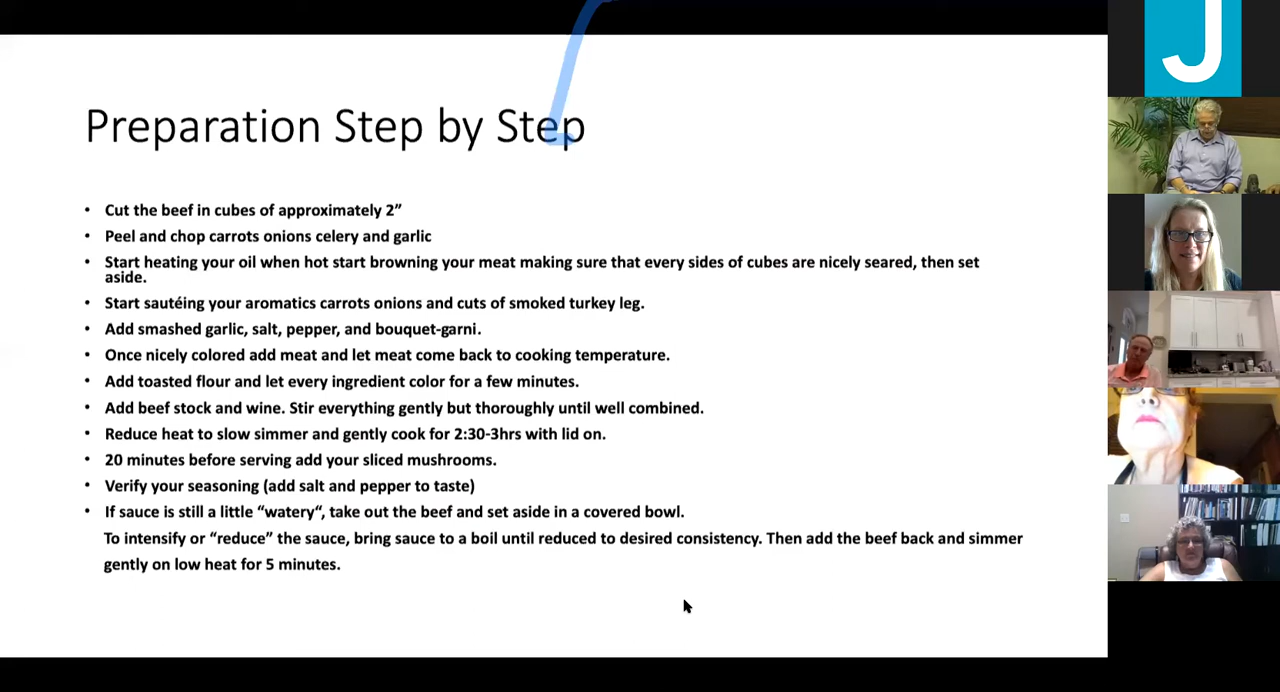 J
Preparation Step by Step
• Cut the beef in cubes of approximately 2”
• Peel and chop carrots onions celery and garlic
• Start heating your oil when hot start browning your meat making sure that every sides of cubes are nicely seared, then set
aside.
• Start sautéing your aromatics carrots onions and cuts of smoked turkey leg.
• Add smashed garlic, salt, pepper, and bouquet-garni.
• Once nicely colored add meat and let meat come back to cooking temperature.
• Add toasted flour and let every ingredient color for a few minutes.
• Add beef stock and wine. Stir everything gently but thoroughly until well combined.
• Reduce heat to slow simmer and gently cook for 2:30-3hrs with lid on.
• 20 minutes before serving add your sliced mushrooms.
• Verify your seasoning (add salt and pepper to taste)
• If sauce is still a little “watery“, take out the beef and set aside in a covered bowl.
To intensify or “reduce” the sauce, bring sauce to a boil until reduced to desired consistency. Then add the beef back and simmer
gently on low heat for 5 minutes.